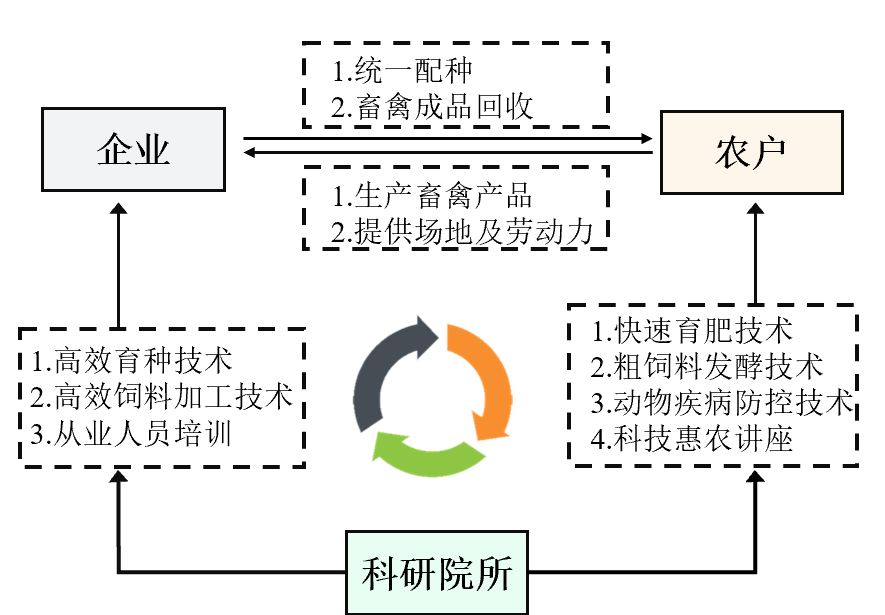 1.统一配种
2.畜禽成品回收
企业
农户
1.生产畜禽产品
2.提供场地及劳动力
1.高效育种技术
2.高效饲料加工技术
3.从业人员培训
1.快速育肥技术
2.粗饲料发酵技术
3.动物疾病防控技术
4.科技惠农讲座
科研院所